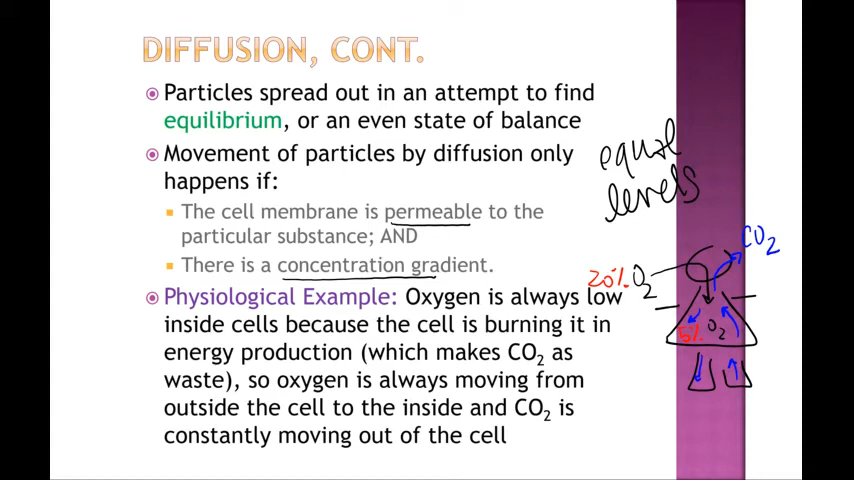 DIFFUSION, CONT.
Particles spread out in an attempt to find
equilibrium, or an even state of balance
Movement of particles by diffusion only
happens if:
The cell membrane is permeable to the
particular substance; AND
There is a concentration gradient.
Physiological Example: Oxygen is always low
inside cells because the cell is burning it in
energy production (which makes CO2 as
waste), so oxygen is always moving from
outside the cell to the inside and CO2 is
constantly moving out of the cell
equal
levels
CO2
20% O2
5% O2